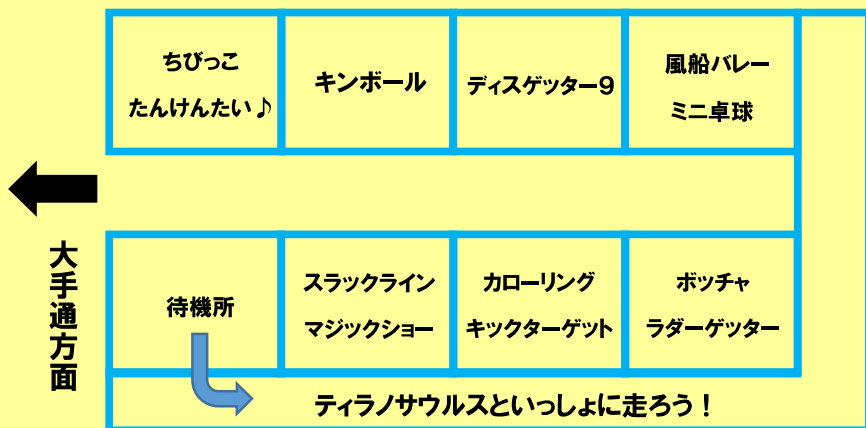 ちびっこ
たんけんたい♪
キンボール
ディスゲッター９
風船バレー
ミニ卓球
大手通方面
待機所
スラックライン
マジックショー
カローリング
キックターゲット
ボッチャ
ラダーゲッター
ティラノサウルスといっしょに走ろう！